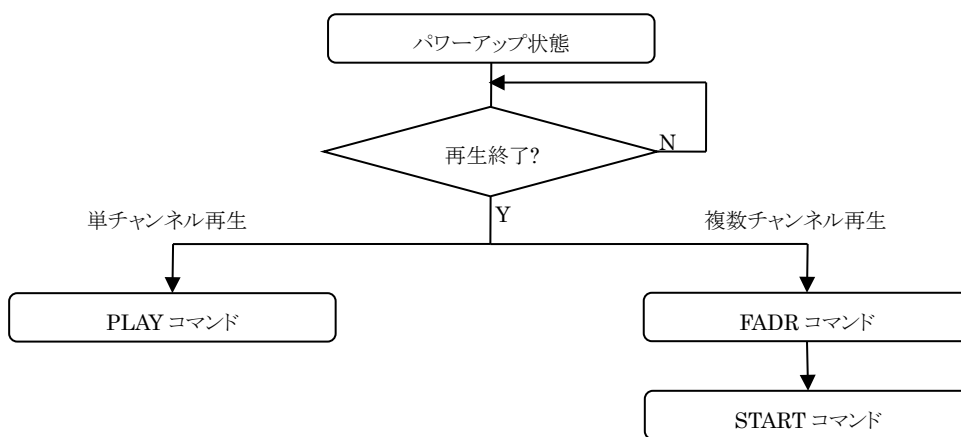 パワーアップ状態
再生終了?
N
Y
単チャンネル再生
複数チャンネル再生
PLAY コマンド
FADR コマンド
START コマンド